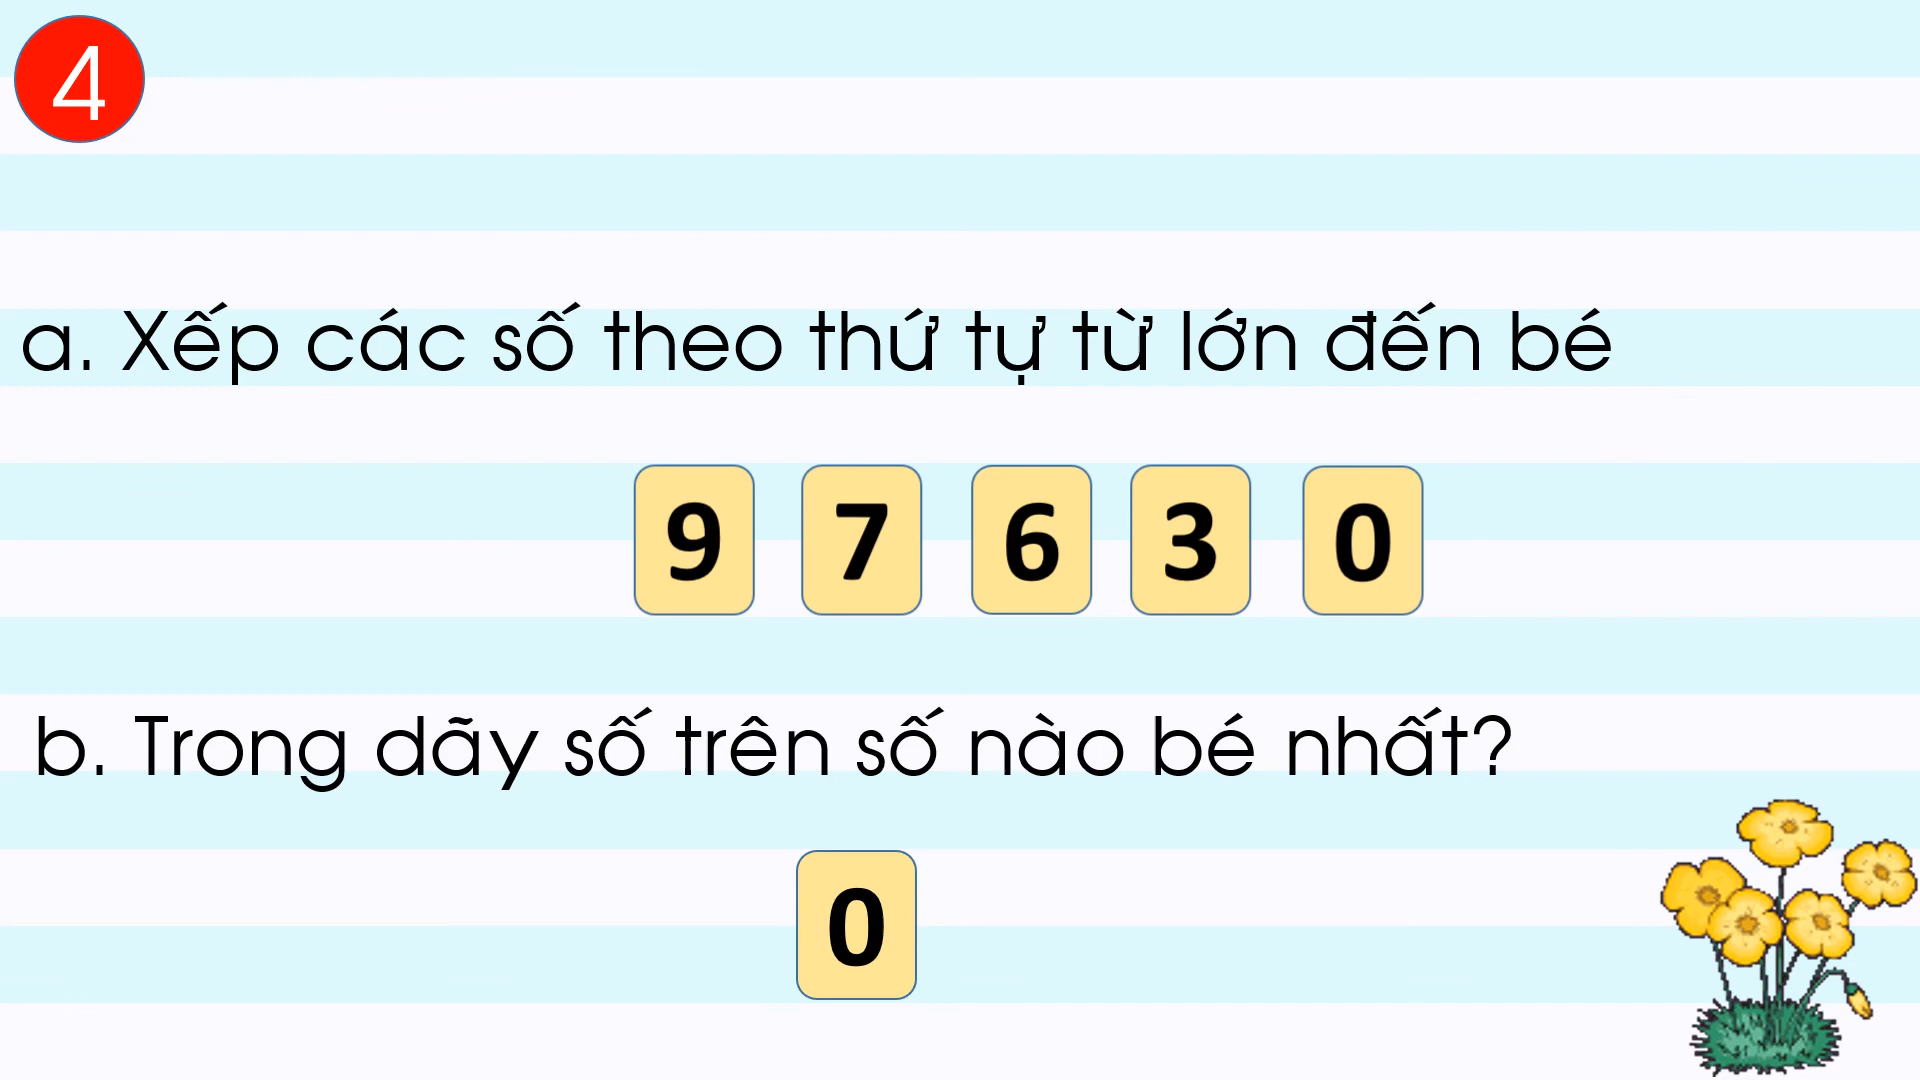 4
a. Xếp các số theo thứ tự từ lớn đến bé
9 7 6 3 0
b. Trong dãy số trên số nào bé nhất?
0